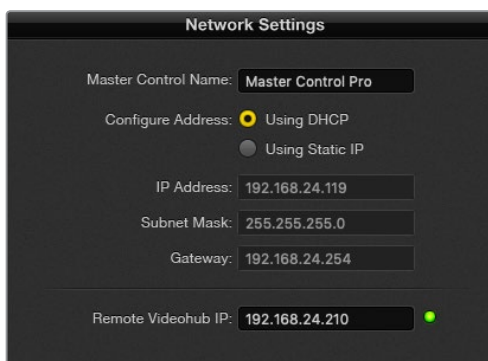 Network Settings
Master Control Name: Master Control Pro
Configure Address: Using DHCP
Using Static IP
IP Address: 192.168.24.119
Subnet Mask: 255.255.255.0
Gateway: 192.168.24.254
Remote Videohub IP: 192.168.24.210